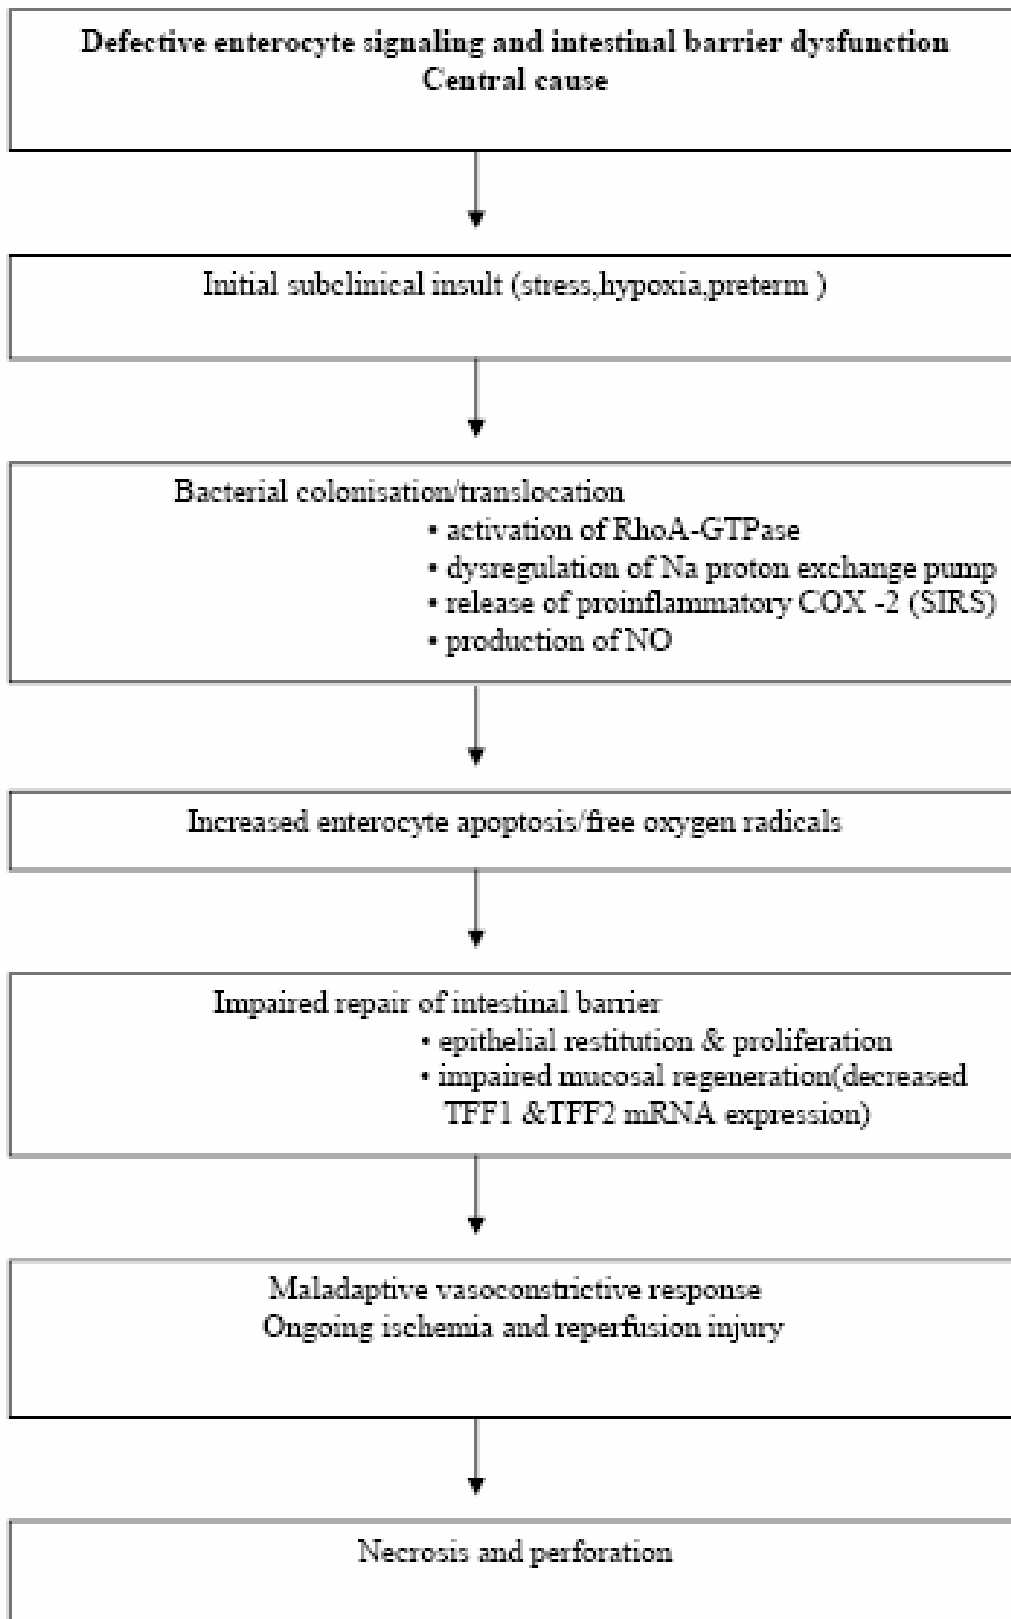 Defective enterocyte signaling and intestinal barrier dysfunction
Central cause
Initial subclinical insult (stress,hypoxia,preterm )
Bacterial colonisation/translocation
• activation of RhoA-GTPase
• dysregulation of Na proton exchange pump
• release of proinflammatory COX -2 (SIRS)
• production of NO
Increased enterocyte apoptosis/free oxygen radicals
Impaired repair of intestinal barrier
• epithelial restitution & proliferation
• impaired mucosal regeneration(decreased
TFF1 &TFF2 mRNA expression)
Maladaptive vasoconstrictive response
Ongoing ischemia and reperfusion injury
Necrosis and perforation